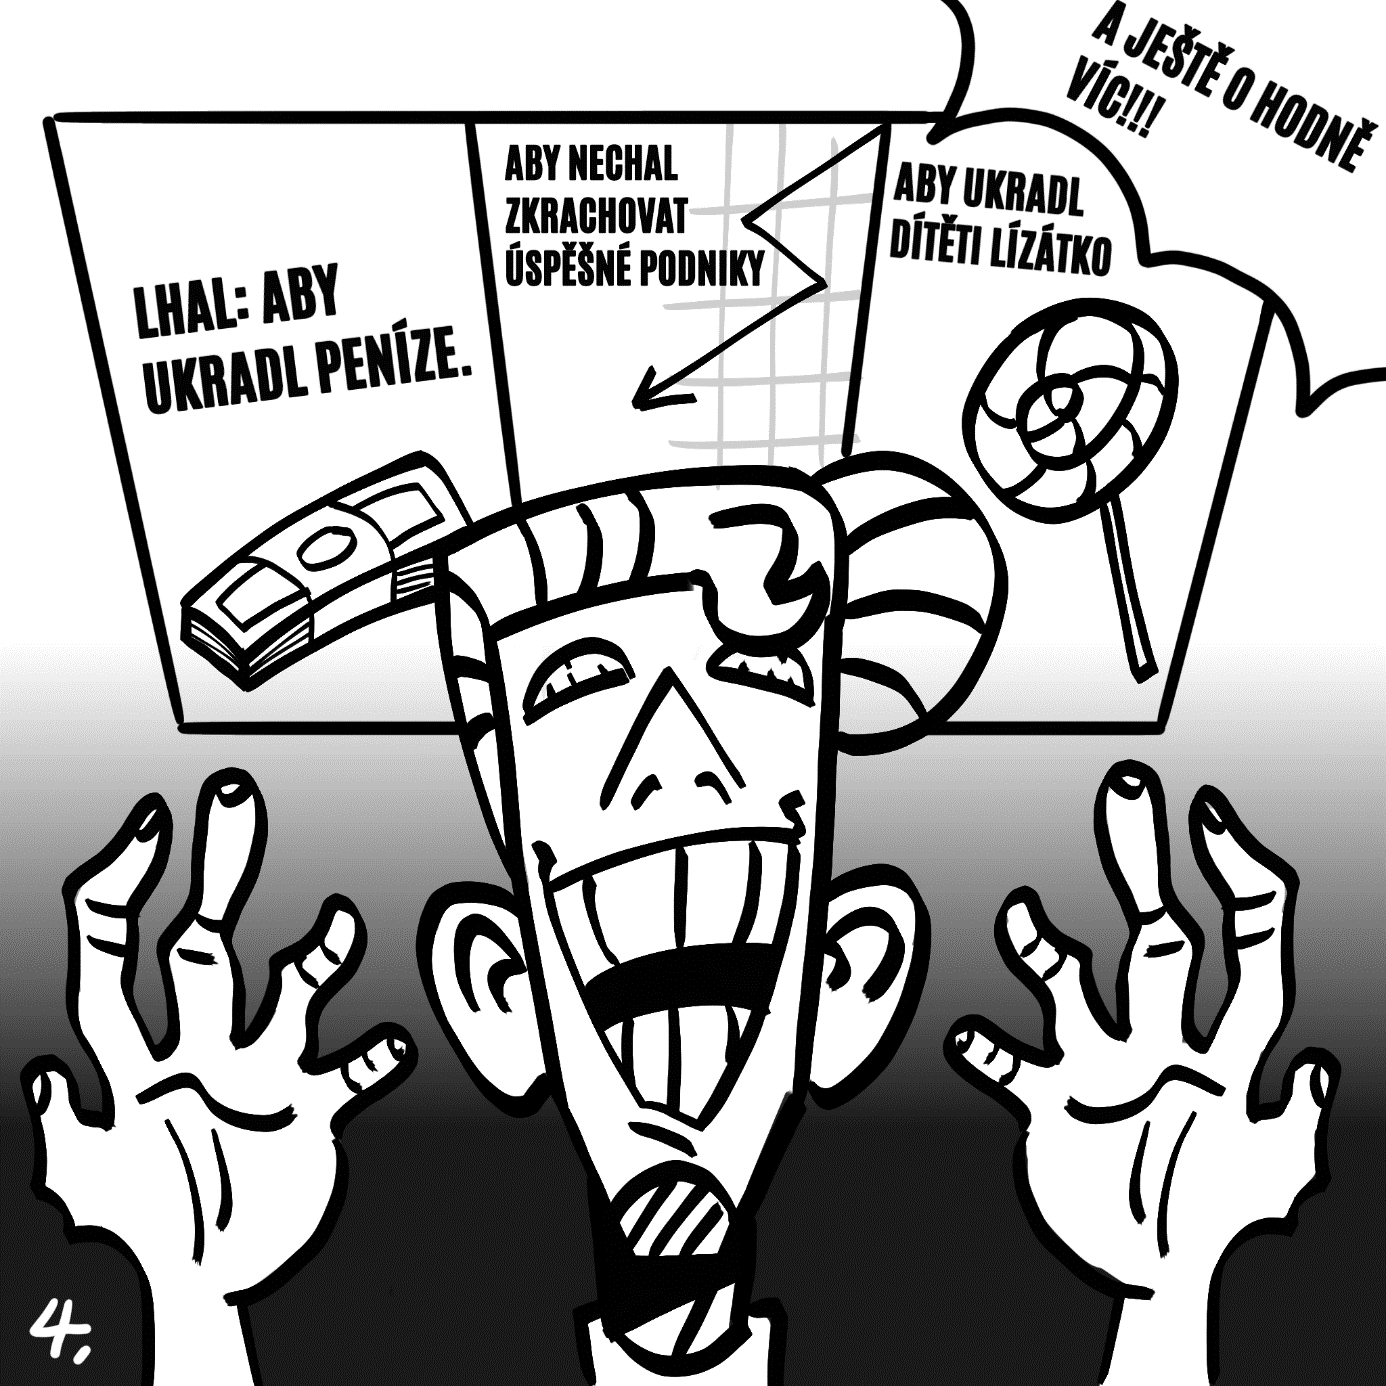 A JEŠTĚ O HODNĚ
VÍC!!!
LHAL: ABY
UKRADL PENÍZE.
ABY NECHAL
ZKRACHOVAT
ÚSPĚŠNÉ PODNIKY
ABY UKRADL
DÍTĚTI LÍZÁTKO
4.